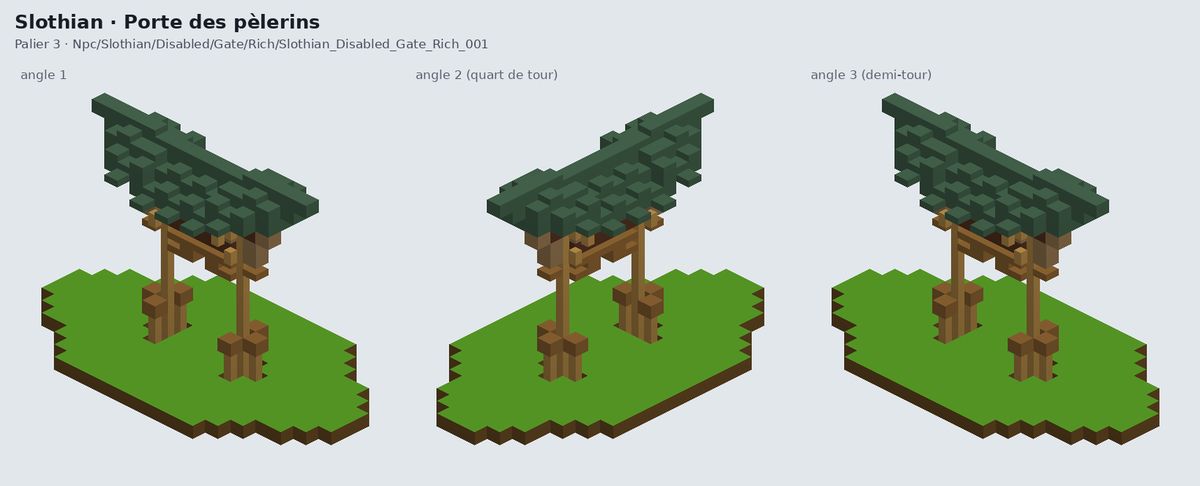 Slothian · Porte des pèlerins
Palier 3 · Npc/Slothian/Disabled/Gate/Rich/Slothian_Disabled_Gate_Rich_001
angle 1
angle 2 (quart de tour)
angle 3 (demi-tour)